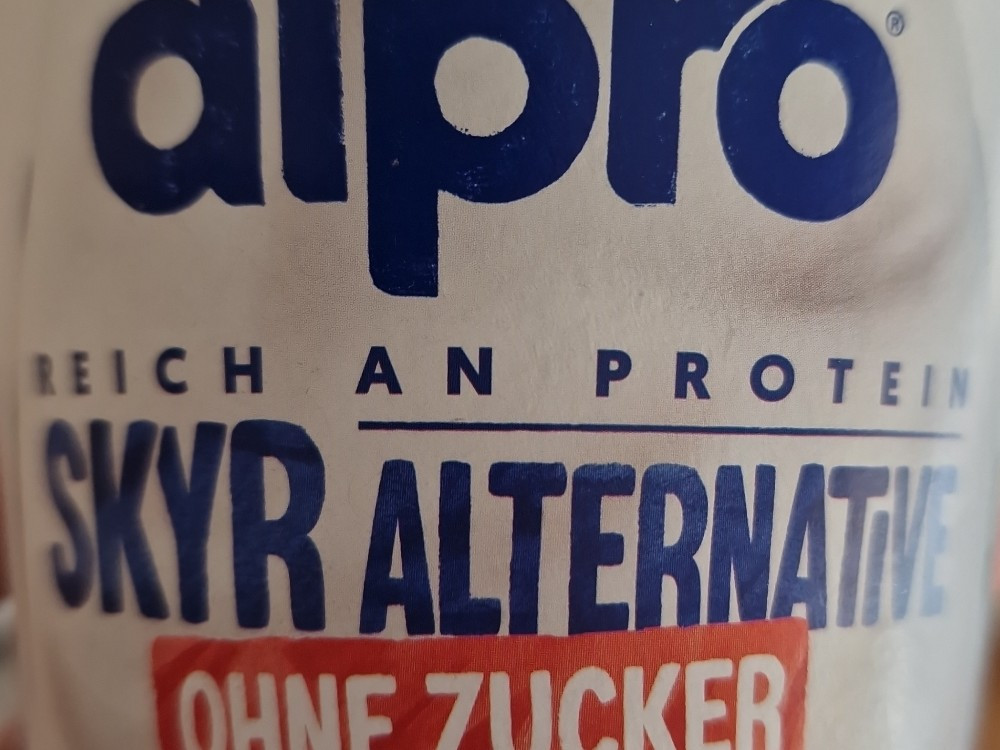 alpro®
REICH AN PROTEIN
SKYR ALTERNATIVE
OHNE ZUCKER